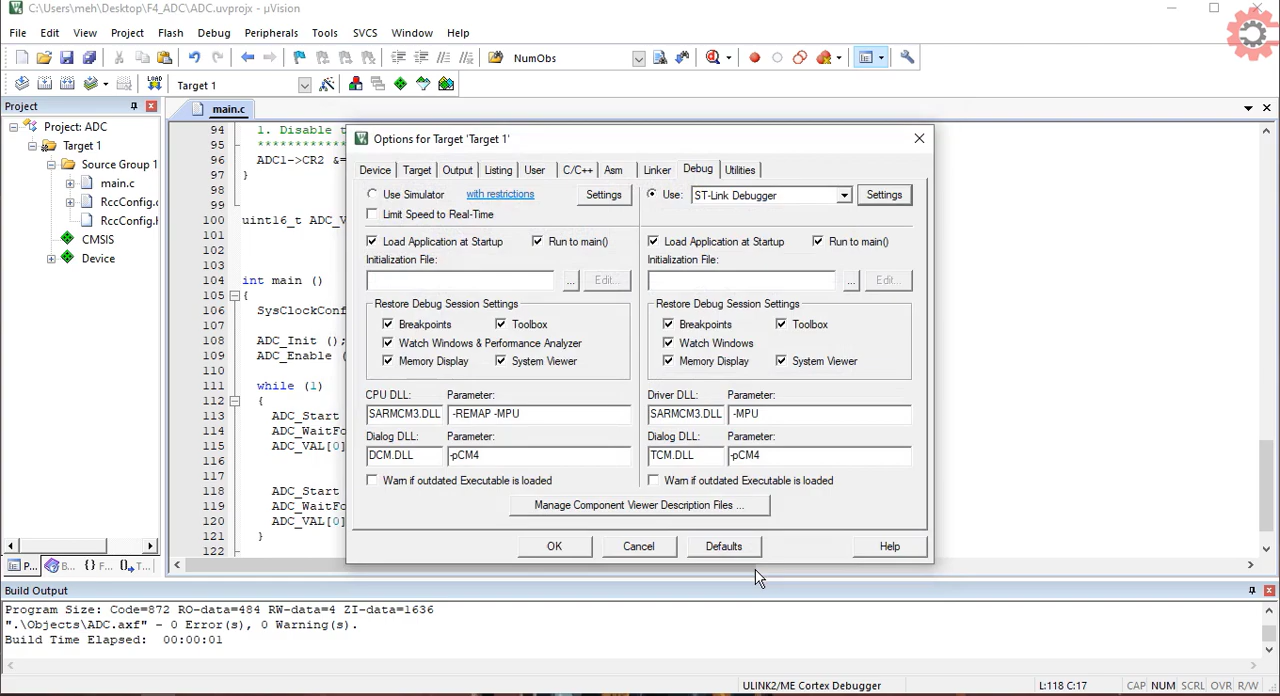 C:\Users\meh\Desktop\F4_ADC\ADC.uvprojx - µVision
File Edit View Project Flash Debug Peripherals Tools SVCS Window Help
NumObs
LOAD Target 1
Project
main.c
Project: ADC
Target 1
Source Group 1
main.c
RccConfig.c
RccConfig.h
CMSIS
Device
94 1. Disable t
95 ************
96 ADC1->CR2 &=
97 }
98
99
100 uint16_t ADC_V
101
102
103
104 int main ()
105 {
106 SysClockConf
107
108 ADC_Init ();
109 ADC_Enable (
110
111 while (1)
112 {
113 ADC_Start
114 ADC_WaitFo
115 ADC_VAL[0]
116
117
118 ADC_Start
119 ADC_WaitFo
120 ADC_VAL[0]
121 }
122
Options for Target 'Target 1'
Device Target Output Listing User C/C++ Asm Linker Debug Utilities
Use Simulator with restrictions Settings
Limit Speed to Real-Time
Load Application at Startup Run to main()
Initialization File:
... Edit...
Restore Debug Session Settings
Breakpoints Toolbox
Watch Windows & Performance Analyzer
Memory Display System Viewer
CPU DLL: Parameter:
SARMCM3.DLL -REMAP -MPU
Dialog DLL: Parameter:
DCM.DLL -pCM4
Warn if outdated Executable is loaded
Use: ST-Link Debugger Settings
Load Application at Startup Run to main()
Initialization File:
... Edit...
Restore Debug Session Settings
Breakpoints Toolbox
Watch Windows
Memory Display System Viewer
Driver DLL: Parameter:
SARMCM3.DLL -MPU
Dialog DLL: Parameter:
TCM.DLL -pCM4
Warn if outdated Executable is loaded
Manage Component Viewer Description Files ...
OK Cancel Defaults Help
P... B... {} F... 0 T...
Build Output
Program Size: Code=872 RO-data=484 RW-data=4 ZI-data=1636
".\Objects\ADC.axf" - 0 Error(s), 0 Warning(s).
Build Time Elapsed: 00:00:01
ULINK2/ME Cortex Debugger L:118 C:17 CAP NUM SCRL OVR R/W